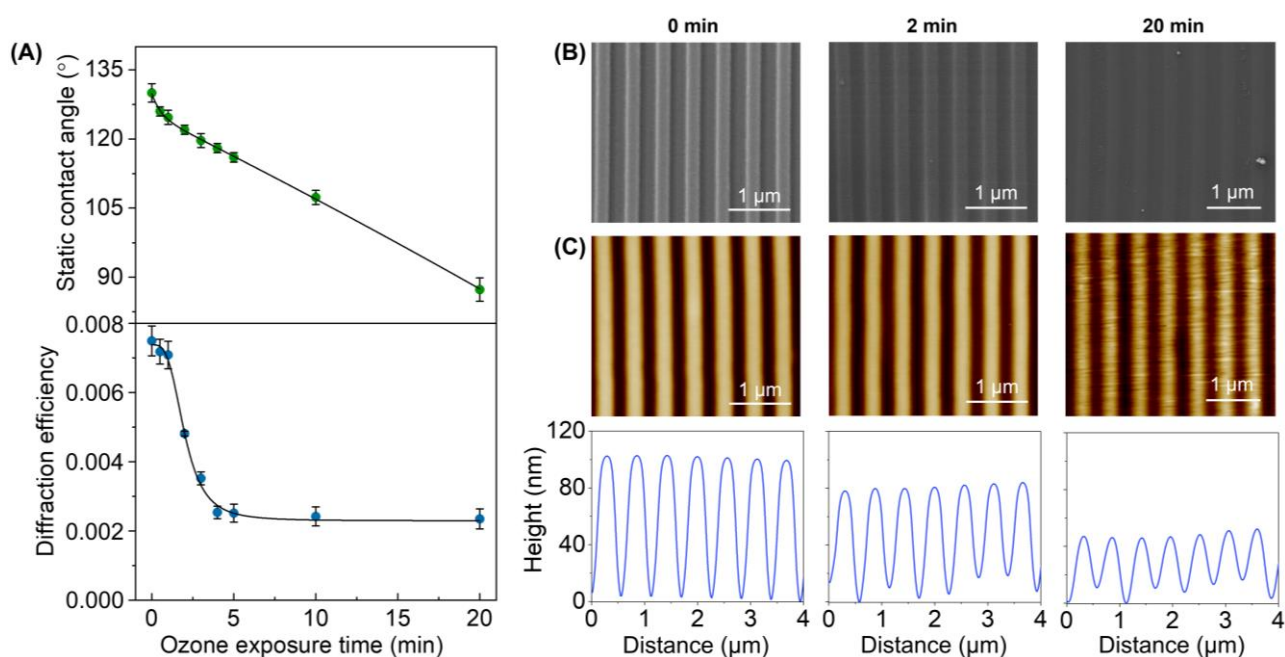 0 min 2 min 20 min
(A)
Static contact angle (°)
135
120
105
90
Diffraction efficiency
0.008
0.006
0.004
0.002
0.000
0 5 10 15 20
Ozone exposure time (min)
(B)
1 μm 1 μm 1 μm
(C)
1 μm 1 μm 1 μm
Height (nm)
120
80
40
0
0 1 2 3 4 0 1 2 3 4 0 1 2 3 4
Distance (μm) Distance (μm) Distance (μm)